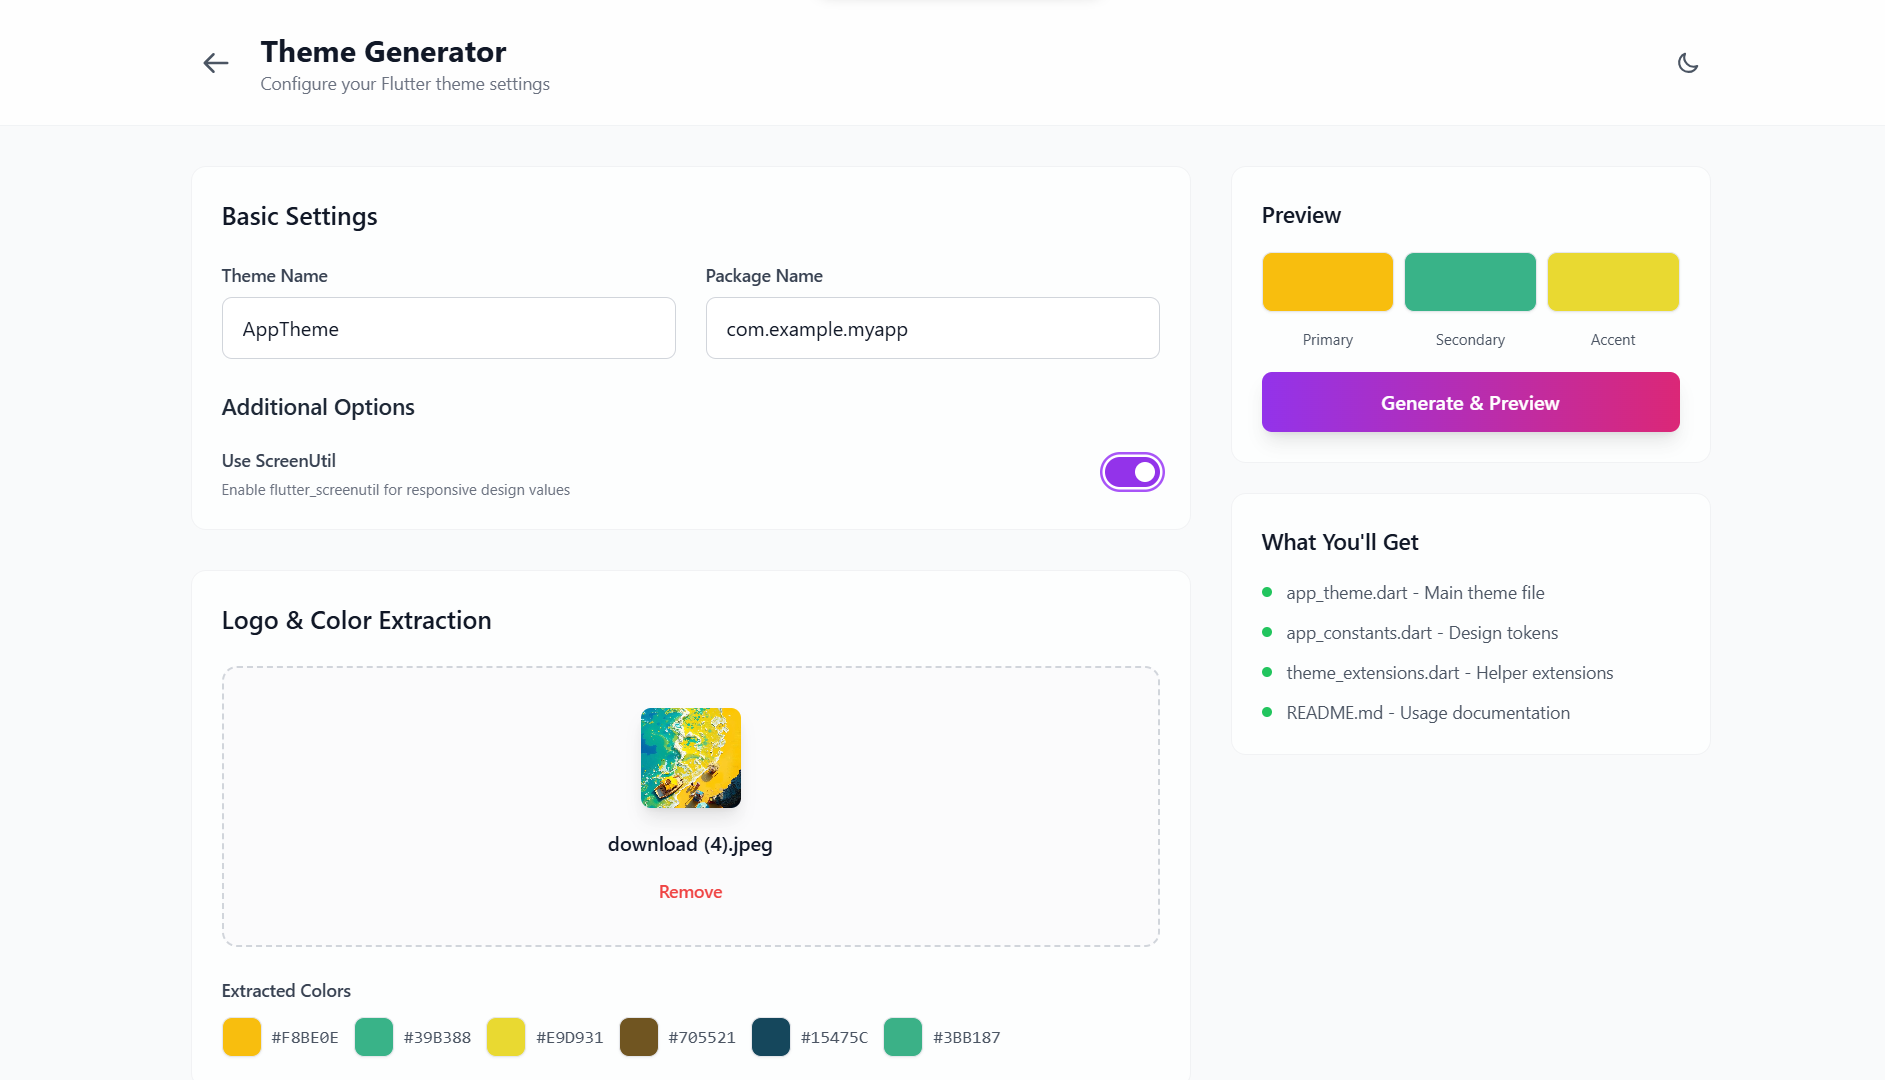 Theme Generator
Configure your Flutter theme settings
Basic Settings
Theme Name
Package Name
AppTheme
com.example.myapp
Additional Options
Use ScreenUtil
Enable flutter_screenutil for responsive design values
Logo & Color Extraction
download (4).jpeg
Remove
Extracted Colors
#F8BE0E #39B388 #E9D931 #705521 #15475C #3BB187
Preview
Primary Secondary Accent
Generate & Preview
What You'll Get
app_theme.dart - Main theme file
app_constants.dart - Design tokens
theme_extensions.dart - Helper extensions
README.md - Usage documentation